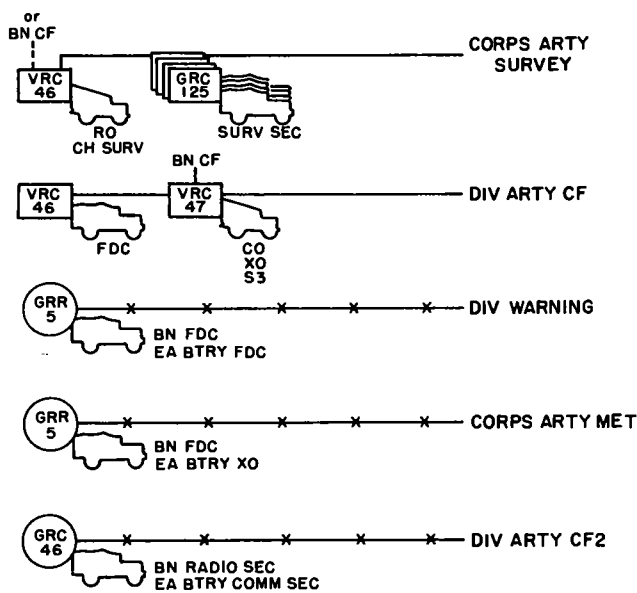 or
BN CF
VRC
46
GRC
125
CORPS ARTY
SURVEY
RO
CH SURV
SURV SEC
BN CF
VRC
46
VRC
47
DIV ARTY CF
FDC
CO
XO
S3
GRR
5
DIV WARNING
BN FDC
EA BTRY FDC
GRR
5
CORPS ARTY MET
BN FDC
EA BTRY XO
GRC
46
DIV ARTY CF2
BN RADIO SEC
EA BTRY COMM SEC